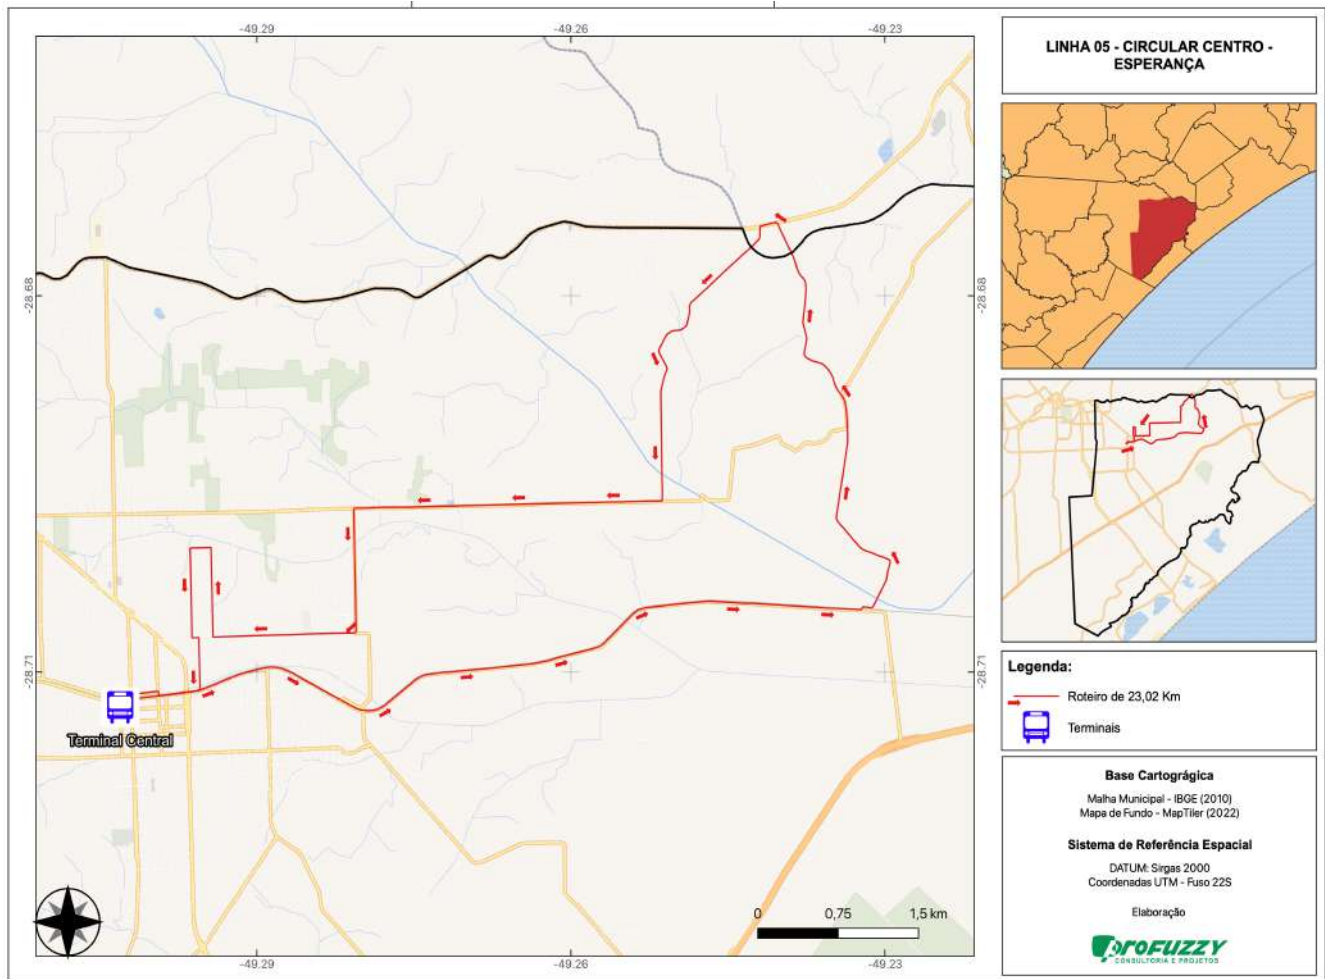 -49.29
-49.26
-49.23
-28.68
-28.68
-28.71
-28.71
Terminal Central
0
0,75
1,5 km
-49.29
-49.26
-49.23
LINHA 05 - CIRCULAR CENTRO -
ESPERANÇA
Legenda:
Roteiro de 23,02 Km
Terminais
Base Cartográgica
Malha Municipal - IBGE (2010)
Mapa de Fundo - MapTiler (2022)
Sistema de Referência Espacial
DATUM: Sirgas 2000
Coordenadas UTM - Fuso 22S
Elaboração
PROFUZZY
CONSULTORIA E PROJETOS